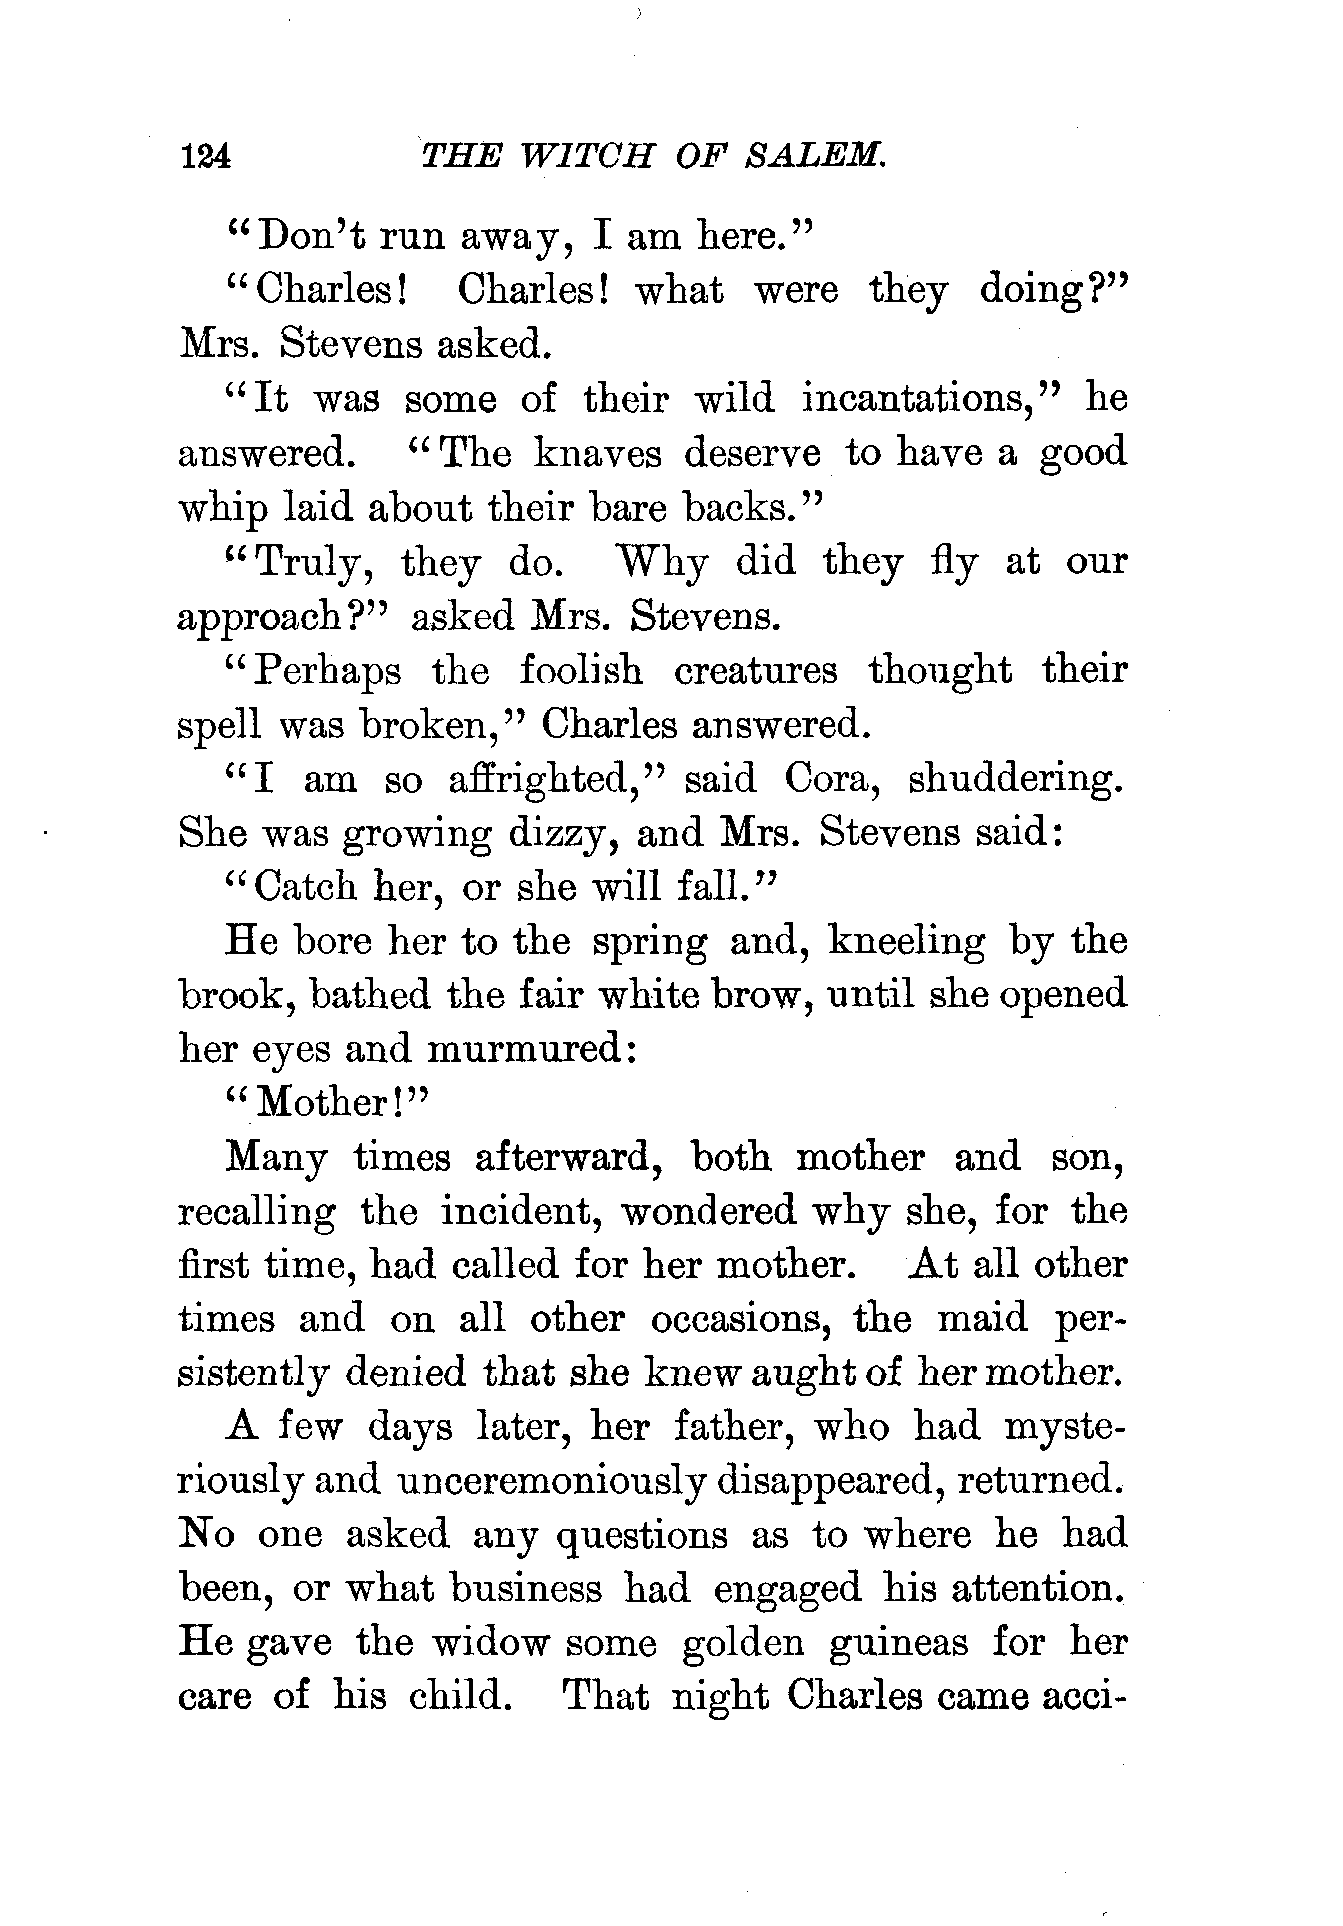 124 THE WITCH OF SALEM.
"Don't run away, I am here."
"Charles! Charles! what were they doing?"
Mrs. Stevens asked.
"It was some of their wild incantations," he
answered. "The knaves deserve to have a good
whip laid about their bare backs."
"Truly, they do. Why did they fly at our
approach?" asked Mrs. Stevens.
"Perhaps the foolish creatures thought their
spell was broken," Charles answered.
"I am so affrighted," said Cora, shuddering.
She was growing dizzy, and Mrs. Stevens said:
"Catch her, or she will fall."
He bore her to the spring and, kneeling by the
brook, bathed the fair white brow, until she opened
her eyes and murmured:
"Mother!"
Many times afterward, both mother and son,
recalling the incident, wondered why she, for the
first time, had called for her mother. At all other
times and on all other occasions, the maid per-
sistently denied that she knew aught of her mother.
A few days later, her father, who had myste-
riously and unceremoniously disappeared, returned.
No one asked any questions as to where he had
been, or what business had engaged his attention.
He gave the widow some golden guineas for her
care of his child. That night Charles came acci-